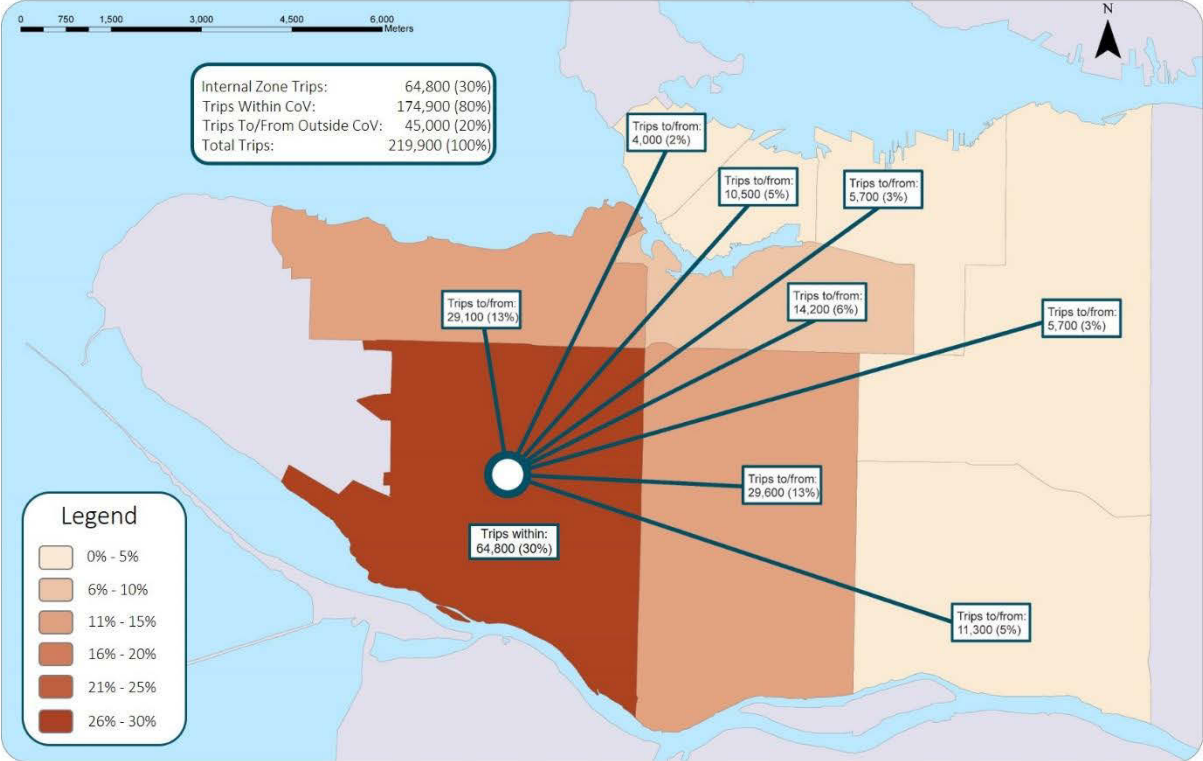 0 750 1,500 3,000 4,500 6,000
Meters
N
Internal Zone Trips: 64,800 (30%)
Trips Within CoV: 174,900 (80%)
Trips To/From Outside CoV: 45,000 (20%)
Total Trips: 219,900 (100%)
Trips to/from:
4,000 (2%)
Trips to/from:
10,500 (5%)
Trips to/from:
5,700 (3%)
Trips to/from:
29,100 (13%)
Trips to/from:
14,200 (6%)
Trips to/from:
5,700 (3%)
Trips to/from:
29,600 (13%)
Trips within:
64,800 (30%)
Trips to/from:
11,300 (5%)
Legend
0% - 5%
6% - 10%
11% - 15%
16% - 20%
21% - 25%
26% - 30%